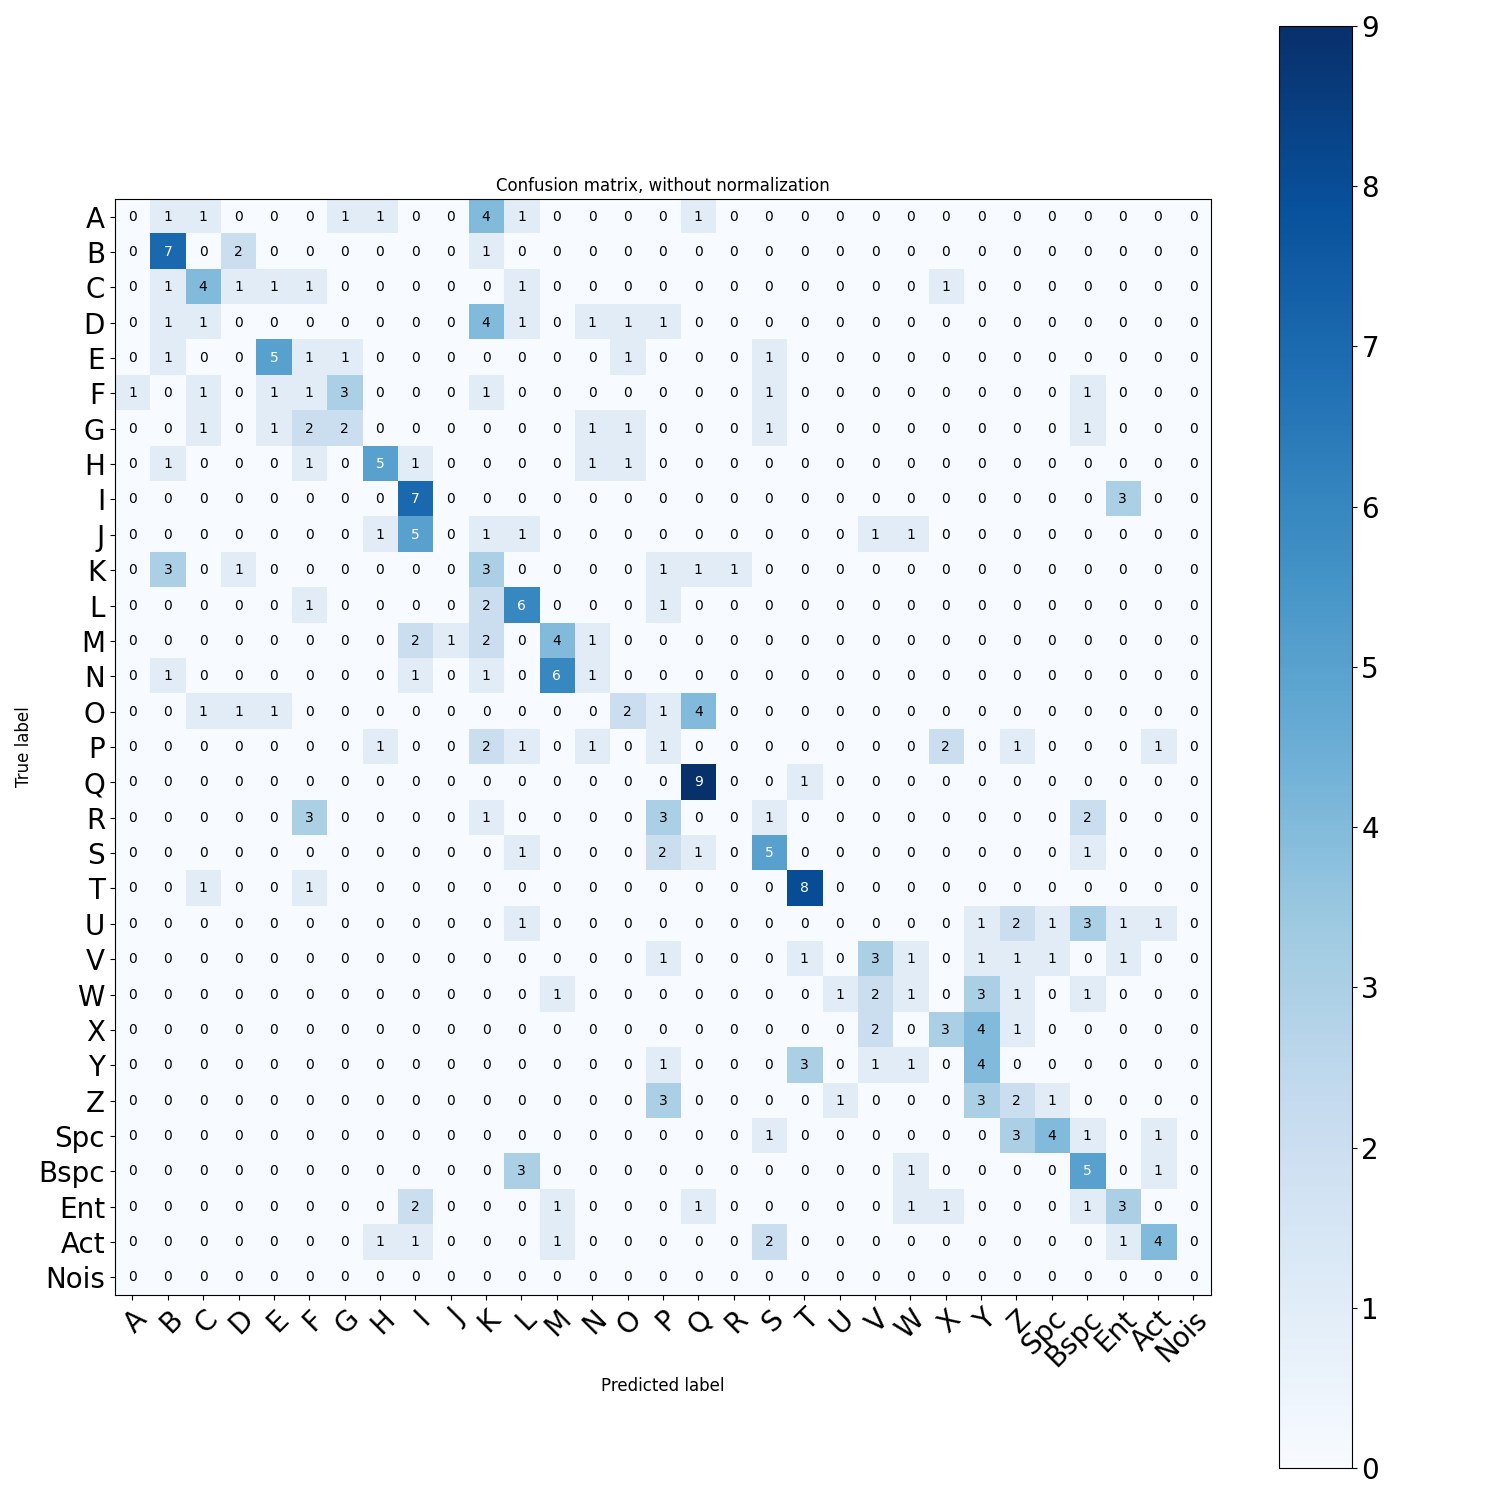 Confusion matrix, without normalization
A 0 1 1 0 0 0 1 1 0 0 4 1 0 0 0 0 1 0 0 0 0 0 0 0 0 0 0 0 0 0 0
B 0 7 0 2 0 0 0 0 0 0 1 0 0 0 0 0 0 0 0 0 0 0 0 0 0 0 0 0 0 0 0
C 0 1 4 1 1 1 0 0 0 0 0 1 0 0 0 0 0 0 0 0 0 0 0 1 0 0 0 0 0 0 0
D 0 1 1 0 0 0 0 0 0 0 4 1 0 1 1 1 0 0 0 0 0 0 0 0 0 0 0 0 0 0 0
E 0 1 0 0 5 1 1 0 0 0 0 0 0 0 1 0 0 0 1 0 0 0 0 0 0 0 0 0 0 0 0
F 1 0 1 0 1 1 3 0 0 0 1 0 0 0 0 0 0 0 1 0 0 0 0 0 0 0 0 1 0 0 0
G 0 0 1 0 1 2 2 0 0 0 0 0 0 1 1 0 0 0 1 0 0 0 0 0 0 0 0 1 0 0 0
H 0 1 0 0 0 1 0 5 1 0 0 0 0 1 1 0 0 0 0 0 0 0 0 0 0 0 0 0 0 0 0
I 0 0 0 0 0 0 0 0 7 0 0 0 0 0 0 0 0 0 0 0 0 0 0 0 0 0 0 0 3 0 0
J 0 0 0 0 0 0 0 1 5 0 1 1 0 0 0 0 0 0 0 0 0 1 1 0 0 0 0 0 0 0 0
K 0 3 0 1 0 0 0 0 0 0 3 0 0 0 0 1 1 1 0 0 0 0 0 0 0 0 0 0 0 0 0
L 0 0 0 0 0 1 0 0 0 0 2 6 0 0 0 1 0 0 0 0 0 0 0 0 0 0 0 0 0 0 0
M 0 0 0 0 0 0 0 0 2 1 2 0 4 1 0 0 0 0 0 0 0 0 0 0 0 0 0 0 0 0 0
N 0 1 0 0 0 0 0 0 1 0 1 0 6 1 0 0 0 0 0 0 0 0 0 0 0 0 0 0 0 0 0
O 0 0 1 1 1 0 0 0 0 0 0 0 0 0 2 1 4 0 0 0 0 0 0 0 0 0 0 0 0 0 0
P 0 0 0 0 0 0 0 1 0 0 2 1 0 1 0 1 0 0 0 0 0 0 0 2 0 1 0 0 0 1 0
Q 0 0 0 0 0 0 0 0 0 0 0 0 0 0 0 0 9 0 0 1 0 0 0 0 0 0 0 0 0 0 0
R 0 0 0 0 0 3 0 0 0 0 1 0 0 0 0 3 0 0 1 0 0 0 0 0 0 0 0 2 0 0 0
S 0 0 0 0 0 0 0 0 0 0 0 1 0 0 0 2 1 0 5 0 0 0 0 0 0 0 0 1 0 0 0
T 0 0 1 0 0 1 0 0 0 0 0 0 0 0 0 0 0 0 0 8 0 0 0 0 0 0 0 0 0 0 0
U 0 0 0 0 0 0 0 0 0 0 0 1 0 0 0 0 0 0 0 0 0 0 0 0 1 2 1 3 1 1 0
V 0 0 0 0 0 0 0 0 0 0 0 0 0 0 0 1 0 0 0 1 0 3 1 0 1 1 1 0 1 0 0
W 0 0 0 0 0 0 0 0 0 0 0 0 1 0 0 0 0 0 0 0 1 2 1 0 3 1 0 1 0 0 0
X 0 0 0 0 0 0 0 0 0 0 0 0 0 0 0 0 0 0 0 0 0 2 0 3 4 1 0 0 0 0 0
Y 0 0 0 0 0 0 0 0 0 0 0 0 0 0 0 1 0 0 0 3 0 1 1 0 4 0 0 0 0 0 0
Z 0 0 0 0 0 0 0 0 0 0 0 0 0 0 0 3 0 0 0 0 1 0 0 0 3 2 1 0 0 0 0
Spc 0 0 0 0 0 0 0 0 0 0 0 0 0 0 0 0 0 0 1 0 0 0 0 0 0 3 4 1 0 1 0
Bspc 0 0 0 0 0 0 0 0 0 0 0 3 0 0 0 0 0 0 0 0 0 0 1 0 0 0 0 5 0 1 0
Ent 0 0 0 0 0 0 0 0 2 0 0 0 1 0 0 0 1 0 0 0 0 0 1 1 0 0 0 1 3 0 0
Act 0 0 0 0 0 0 0 1 1 0 0 0 1 0 0 0 0 0 2 0 0 0 0 0 0 0 0 0 1 4 0
Nois 0 0 0 0 0 0 0 0 0 0 0 0 0 0 0 0 0 0 0 0 0 0 0 0 0 0 0 0 0 0 0
A B C D E F G H I J K L M N O P Q R S T U V W X Y Z Spc Bspc Ent Act Nois
Predicted label
True label
9
8
7
6
5
4
3
2
1
0